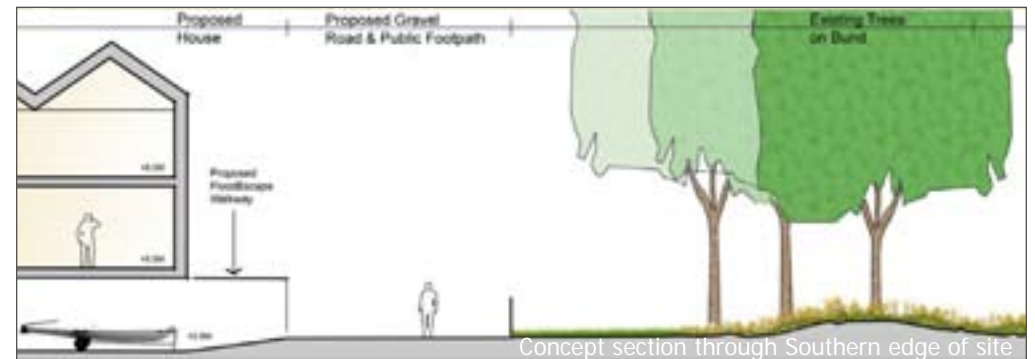 Proposed
House
Proposed Gravel
Road & Public Footpath
Existing Trees
on Bund
Proposed
FloodEscape
Walkway
Concept section through Southern edge of site